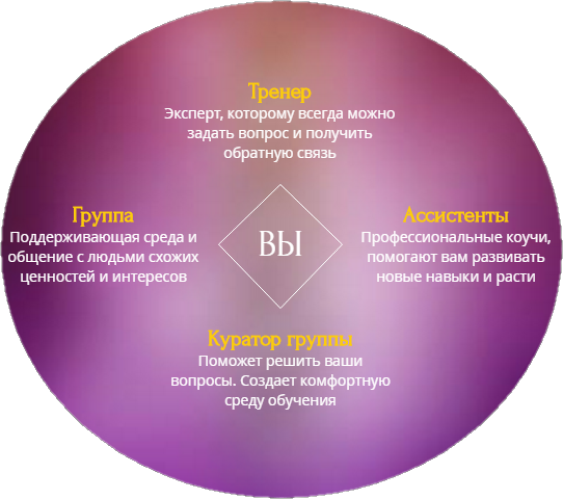 Тренер
Эксперт, которому всегда можно
задать вопрос и получить
обратную связь
Группа
Поддерживающая среда и
общение с людьми схожих
ценностей и интересов
ВЫ
Ассистенты
Профессиональные коучи,
помогают вам развивать
новые навыки и расти
Куратор группы
Поможет решить ваши
вопросы. Создает комфортную
среду обучения